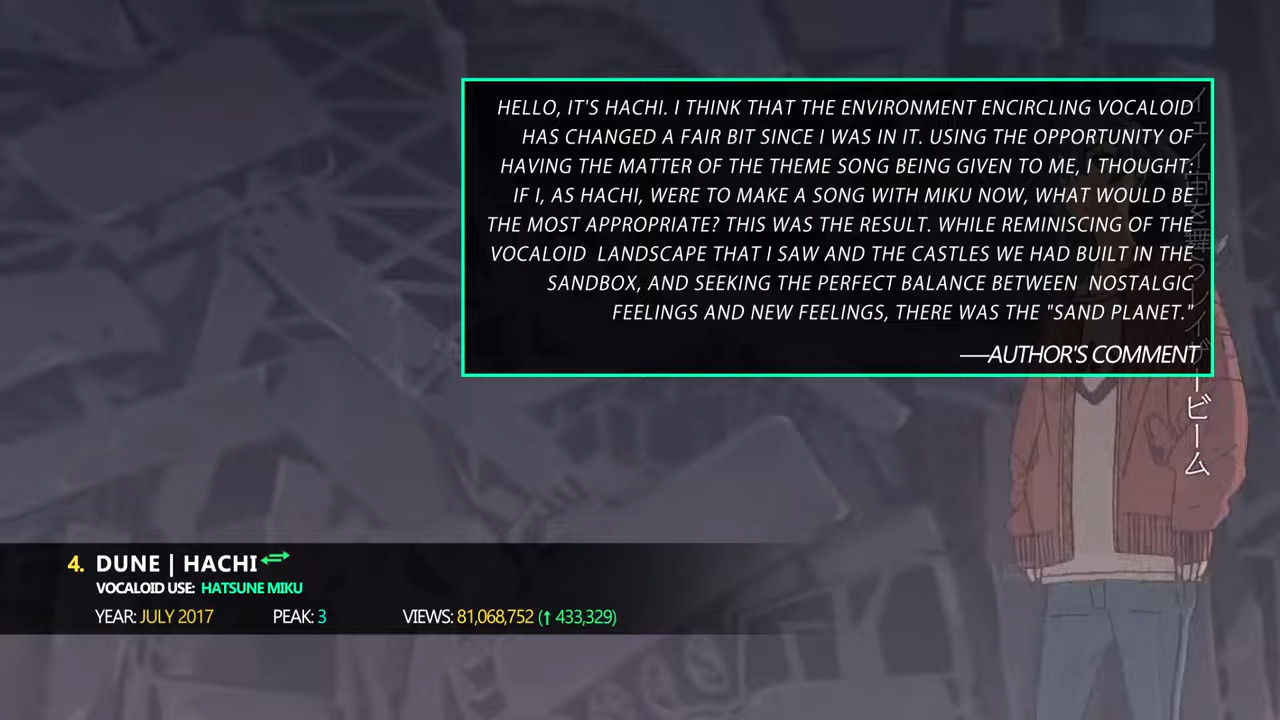 HELLO, IT'S HACHI. I THINK THAT THE ENVIRONMENT ENCIRCLING VOCALOID
HAS CHANGED A FAIR BIT SINCE I WAS IN IT. USING THE OPPORTUNITY OF
HAVING THE MATTER OF THE THEME SONG BEING GIVEN TO ME, I THOUGHT:
IF I, AS HACHI, WERE TO MAKE A SONG WITH MIKU NOW, WHAT WOULD BE
THE MOST APPROPRIATE? THIS WAS THE RESULT. WHILE REMINISCING OF THE
VOCALOID LANDSCAPE THAT I SAW AND THE CASTLES WE HAD BUILT IN THE
SANDBOX, AND SEEKING THE PERFECT BALANCE BETWEEN NOSTALGIC
FEELINGS AND NEW FEELINGS, THERE WAS THE "SAND PLANET."
—AUTHOR'S COMMENT
ービーム
4. DUNE | HACHI
VOCALOID USE: HATSUNE MIKU
YEAR: JULY 2017 PEAK: 3 VIEWS: 81,068,752 (↑ 433,329)